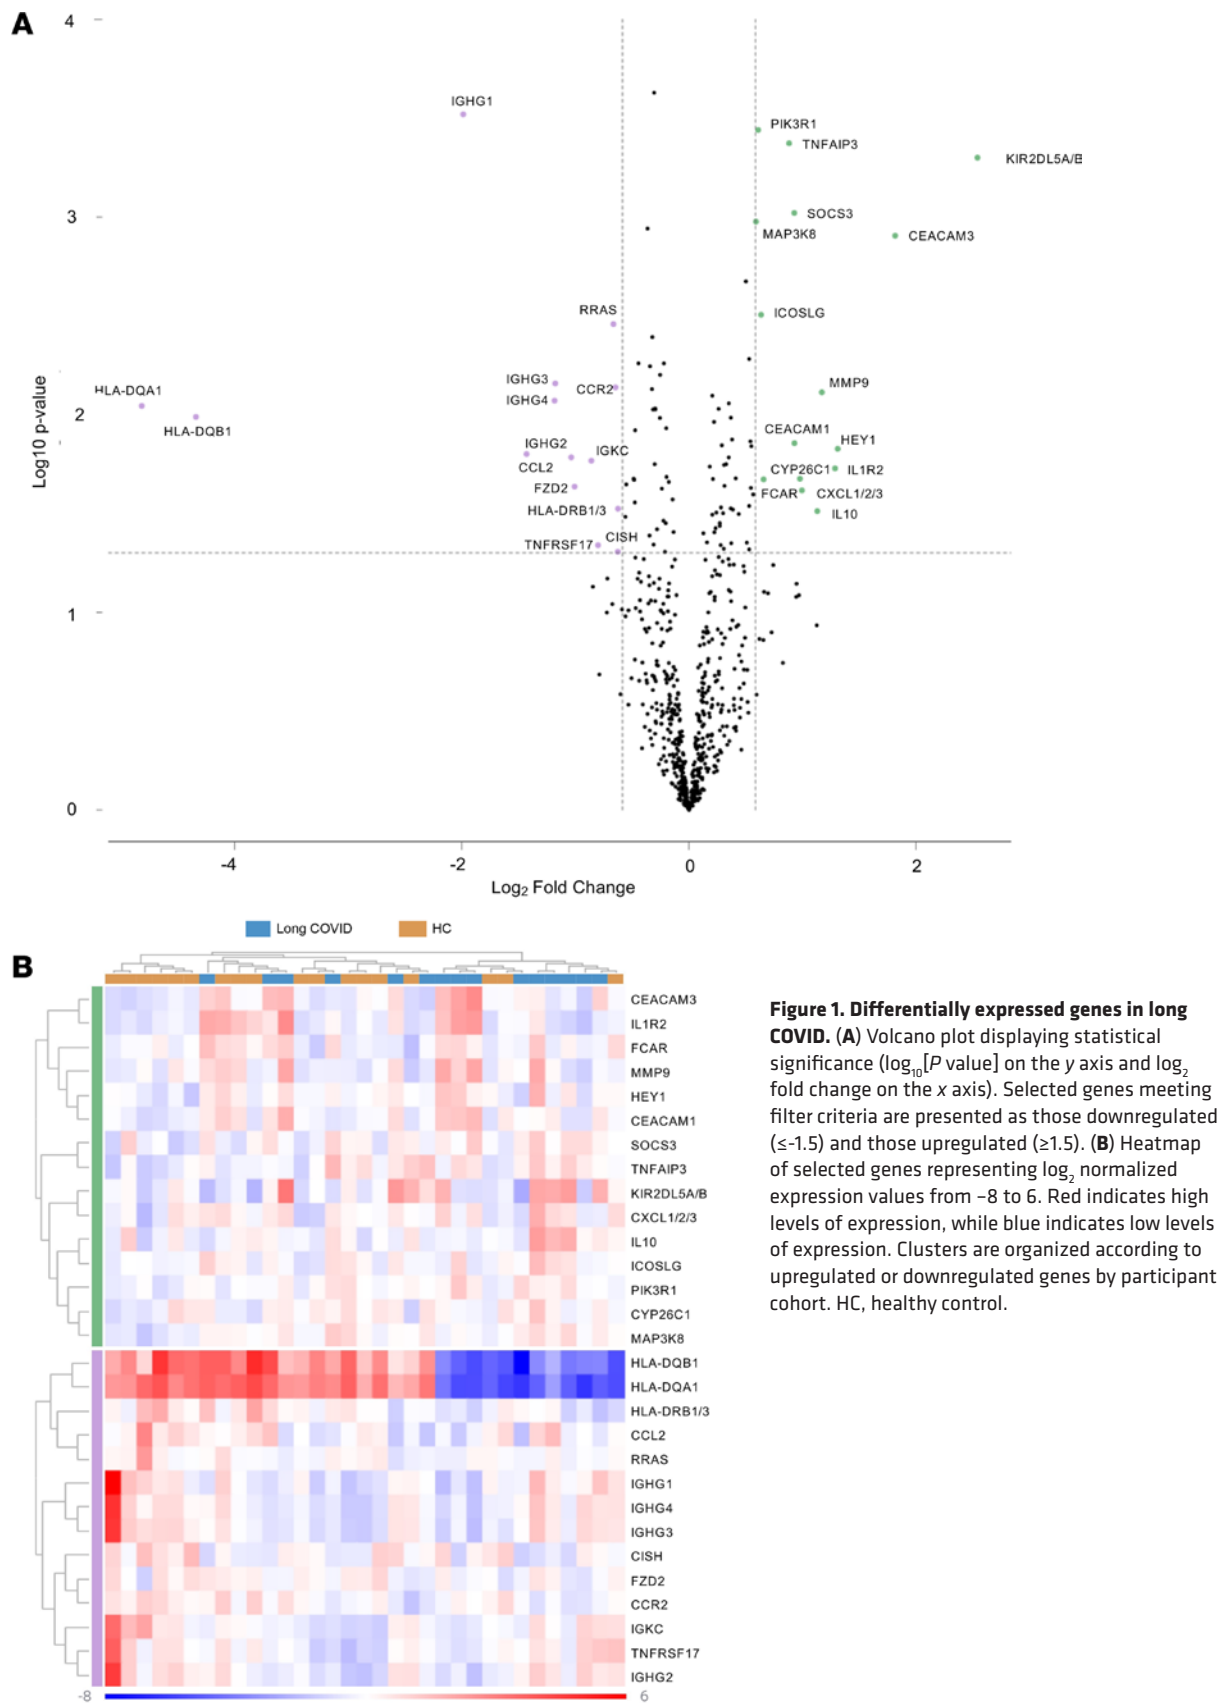 A
4
3
2
1
0
Log10 p-value
IGHG1
PIK3R1
TNFAIP3
KIR2DL5A/B
SOCS3
MAP3K8
CEACAM3
RRAS
ICOSLG
IGHG3
CCR2
MMP9
HLA-DQA1
IGHG4
HLA-DQB1
CEACAM1
HEY1
IGHG2
IGKC
CCL2
CYP26C1
IL1R2
FZD2
FCAR
CXCL1/2/3
HLA-DRB1/3
IL10
TNFRSF17
CISH
-4
-2
0
2
Log2 Fold Change
Long COVID
HC
B
CEACAM3
IL1R2
FCAR
MMP9
HEY1
CEACAM1
SOCS3
TNFAIP3
KIR2DL5A/B
CXCL1/2/3
IL10
ICOSLG
PIK3R1
CYP26C1
MAP3K8
HLA-DQB1
HLA-DQA1
HLA-DRB1/3
CCL2
RRAS
IGHG1
IGHG4
IGHG3
CISH
FZD2
CCR2
IGKC
TNFRSF17
IGHG2
-8
6
Figure 1. Differentially expressed genes in long
COVID. (A) Volcano plot displaying statistical
significance (log10[P value] on the y axis and log2
fold change on the x axis). Selected genes meeting
filter criteria are presented as those downregulated
(≤-1.5) and those upregulated (≥1.5). (B) Heatmap
of selected genes representing log2 normalized
expression values from −8 to 6. Red indicates high
levels of expression, while blue indicates low levels
of expression. Clusters are organized according to
upregulated or downregulated genes by participant
cohort. HC, healthy control.